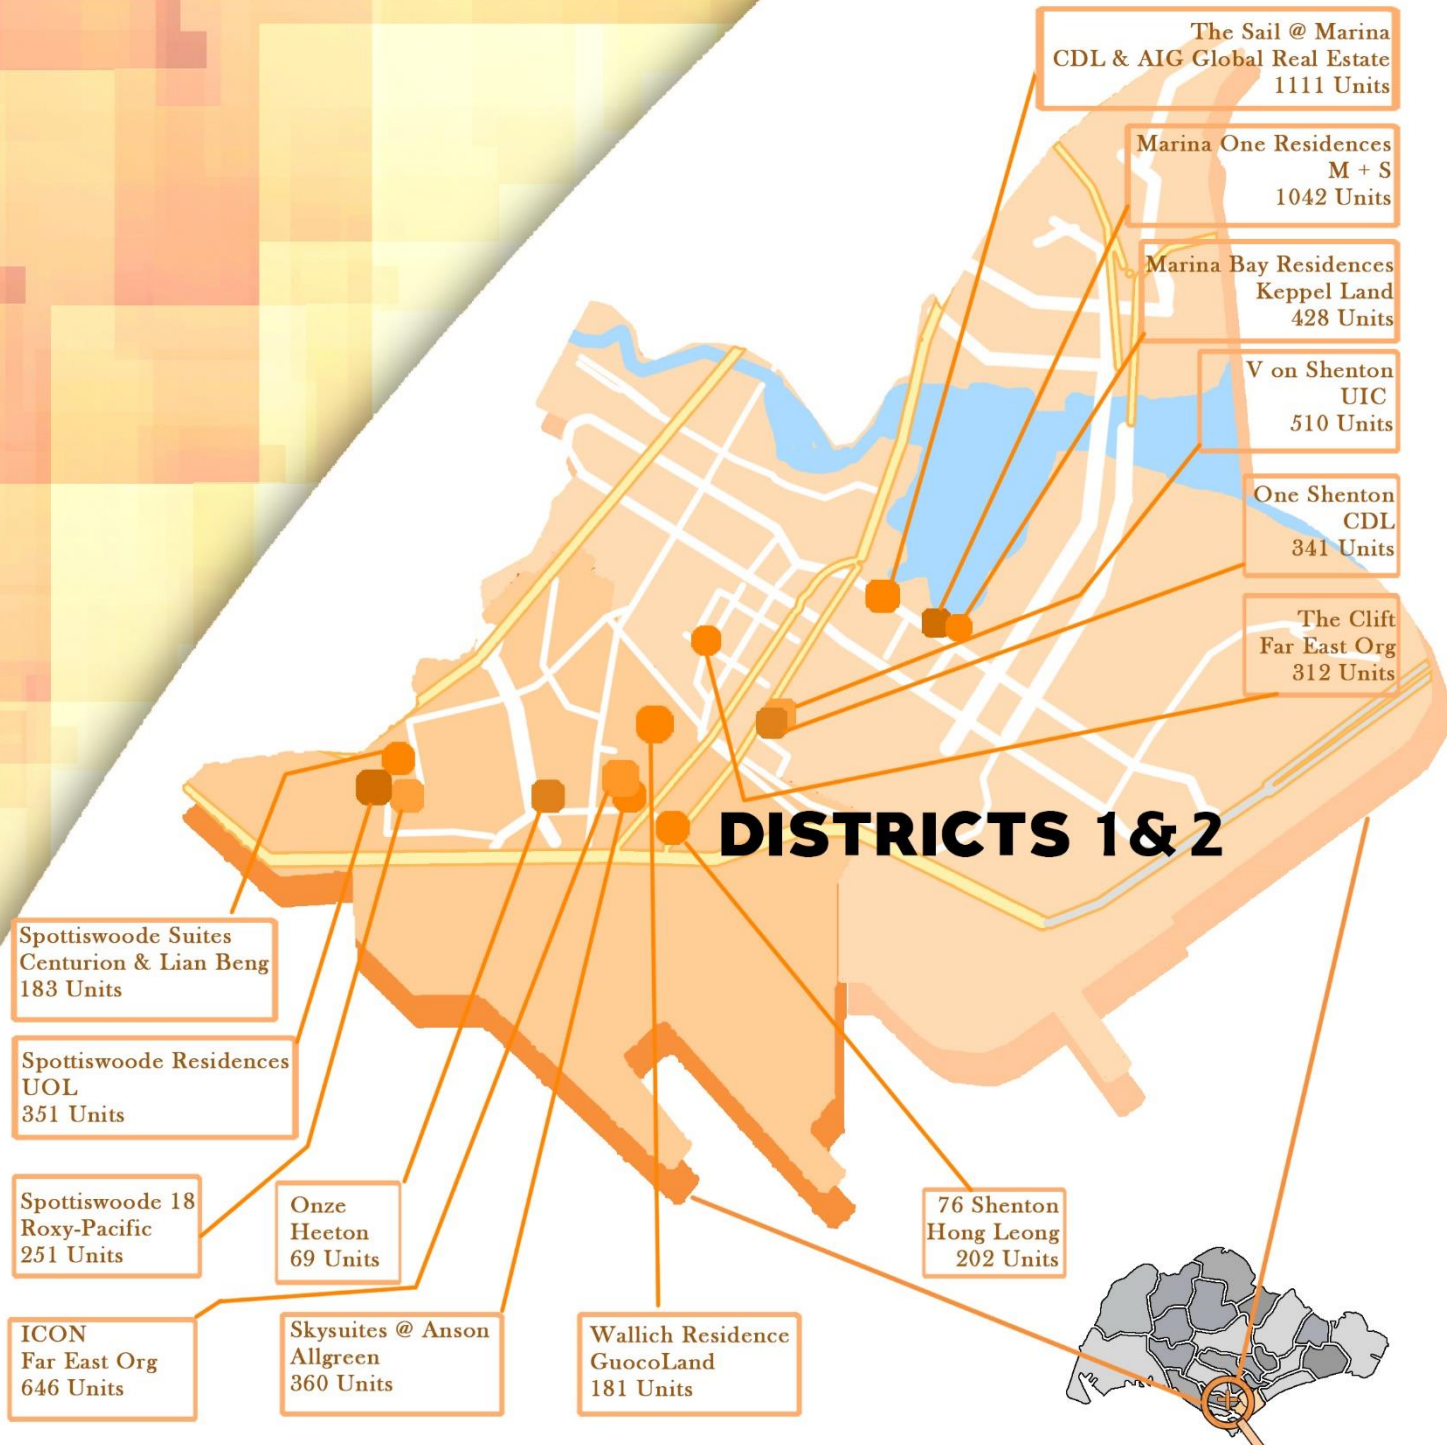 The Sail @ Marina
CDL & AIG Global Real Estate
1111 Units
Marina One Residences
M + S
1042 Units
Marina Bay Residences
Keppel Land
428 Units
V on Shenton
UIC
510 Units
One Shenton
CDL
341 Units
The Clift
Far East Org
312 Units
DISTRICTS 1 & 2
Spottiswoode Suites
Centurion & Lian Beng
183 Units
Spottiswoode Residences
UOL
351 Units
Spottiswoode 18
Roxy-Pacific
251 Units
Onze
Heeton
69 Units
76 Shenton
Hong Leong
202 Units
ICON
Far East Org
646 Units
Skysuites @ Anson
Allgreen
360 Units
Wallich Residence
GuocoLand
181 Units